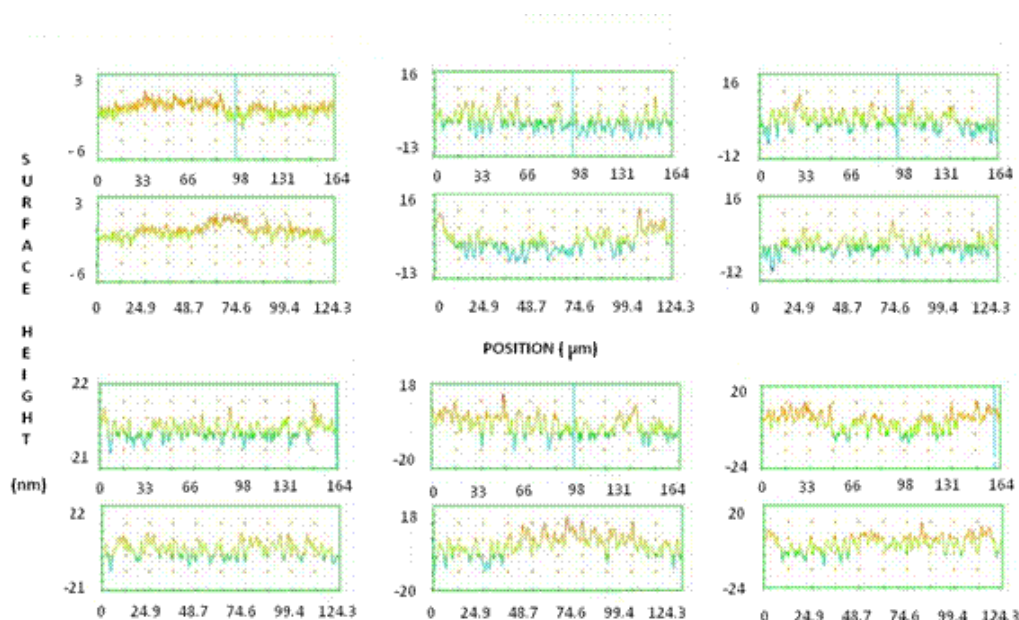 3 16 16
-6 -13 -12
0 33 66 98 131 164 0 33 66 98 131 164 0 33 66 98 131 164
3 16 16
-6 -13 -12
0 24.9 48.7 74.6 99.4 124.3 0 24.9 48.7 74.6 99.4 124.3 0 24.9 48.7 74.6 99.4 124.3
SURFACE HEIGHT
(nm)
POSITION ( µm)
22 18 20
-21 -20 -24
0 33 66 98 131 164 0 33 66 98 131 164 0 33 66 98 131 164
22 18 20
-21 -20 -24
0 24.9 48.7 74.6 99.4 124.3 0 24.9 48.7 74.6 99.4 124.3 0 24.9 48.7 74.6 99.4 124.3